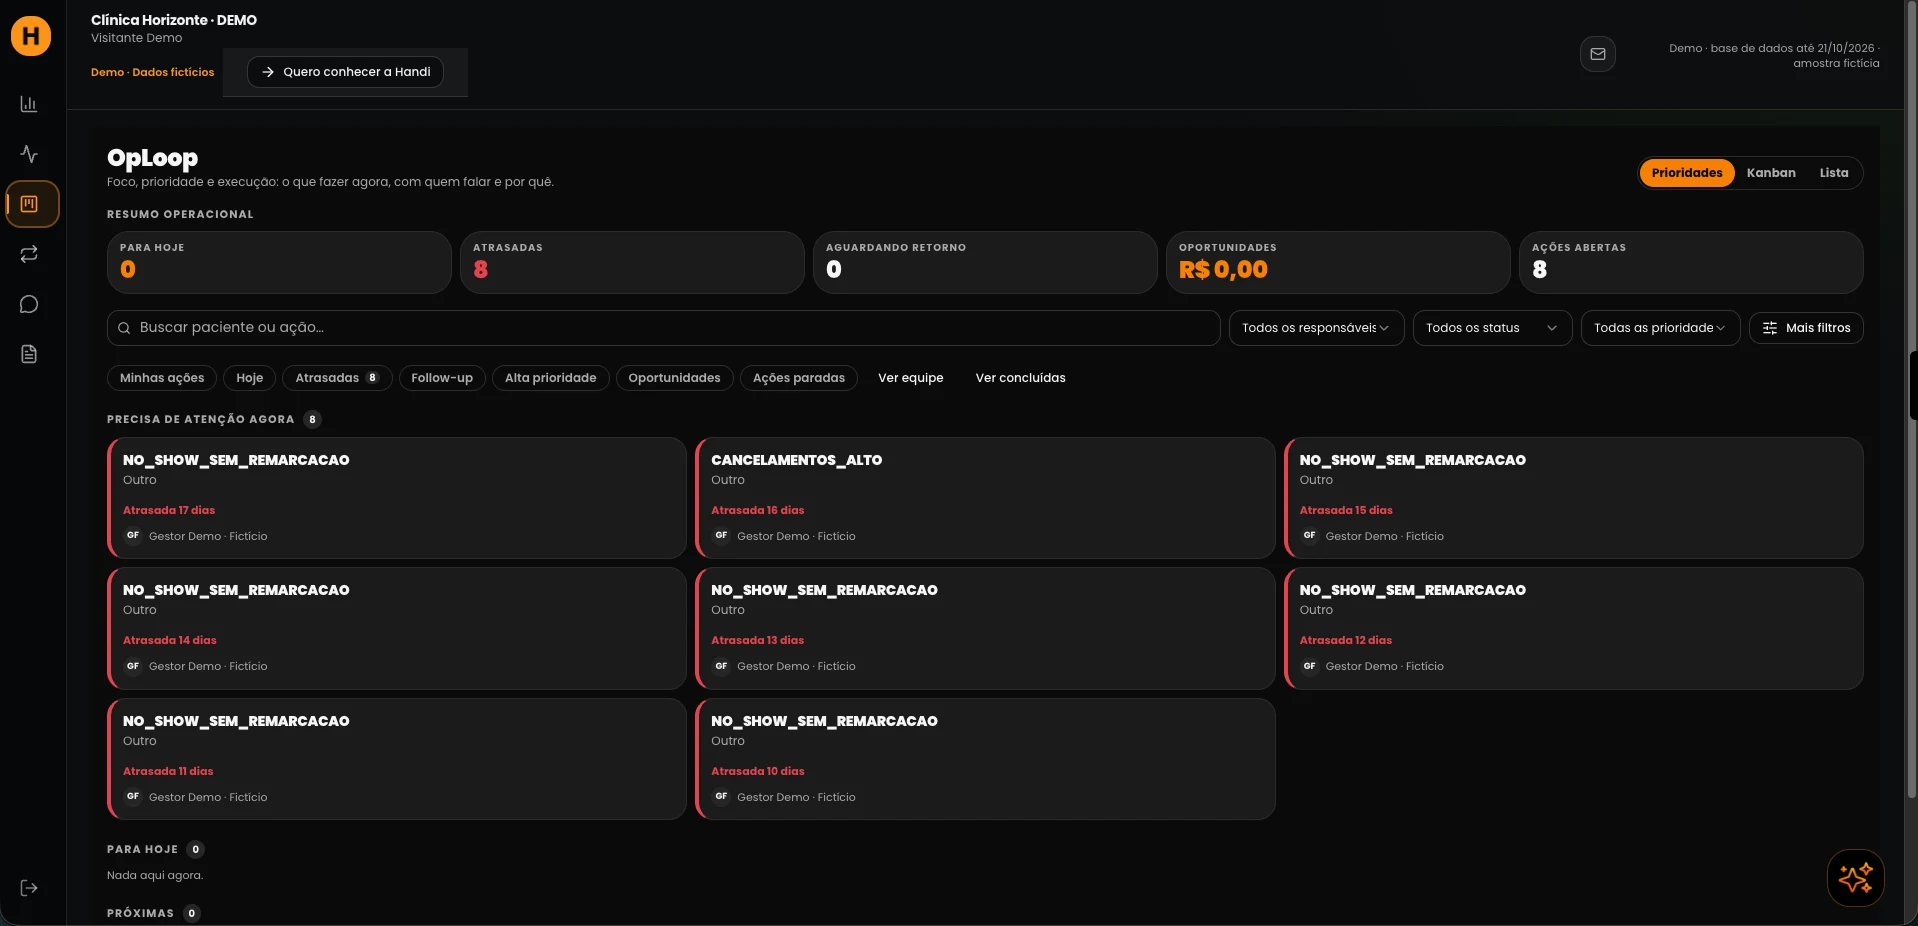 H
Clínica Horizonte · DEMO
Visitante Demo
Demo · Dados fictícios
Quero conhecer a Handi
Demo · base de dados até 21/10/2026 ·
amostra fictícia
OpLoop
Foco, prioridade e execução: o que fazer agora, com quem falar e por quê.
Prioridades Kanban Lista
RESUMO OPERACIONAL
PARA HOJE
0
ATRASADAS
8
AGUARDANDO RETORNO
0
OPORTUNIDADES
R$ 0,00
AÇÕES ABERTAS
8
Buscar paciente ou ação...
Todos os responsáveis
Todos os status
Todas as prioridade
Mais filtros
Minhas ações Hoje Atrasadas 8 Follow-up Alta prioridade Oportunidades Ações paradas Ver equipe Ver concluídas
PRECISA DE ATENÇÃO AGORA 8
NO_SHOW_SEM_REMARCACAO
Outro
Atrasada 17 dias
GF Gestor Demo · Fictício
CANCELAMENTOS_ALTO
Outro
Atrasada 16 dias
GF Gestor Demo · Fictício
NO_SHOW_SEM_REMARCACAO
Outro
Atrasada 15 dias
GF Gestor Demo · Fictício
NO_SHOW_SEM_REMARCACAO
Outro
Atrasada 14 dias
GF Gestor Demo · Fictício
NO_SHOW_SEM_REMARCACAO
Outro
Atrasada 13 dias
GF Gestor Demo · Fictício
NO_SHOW_SEM_REMARCACAO
Outro
Atrasada 12 dias
GF Gestor Demo · Fictício
NO_SHOW_SEM_REMARCACAO
Outro
Atrasada 11 dias
GF Gestor Demo · Fictício
NO_SHOW_SEM_REMARCACAO
Outro
Atrasada 10 dias
GF Gestor Demo · Fictício
PARA HOJE 0
Nada aqui agora.
PRÓXIMAS 0